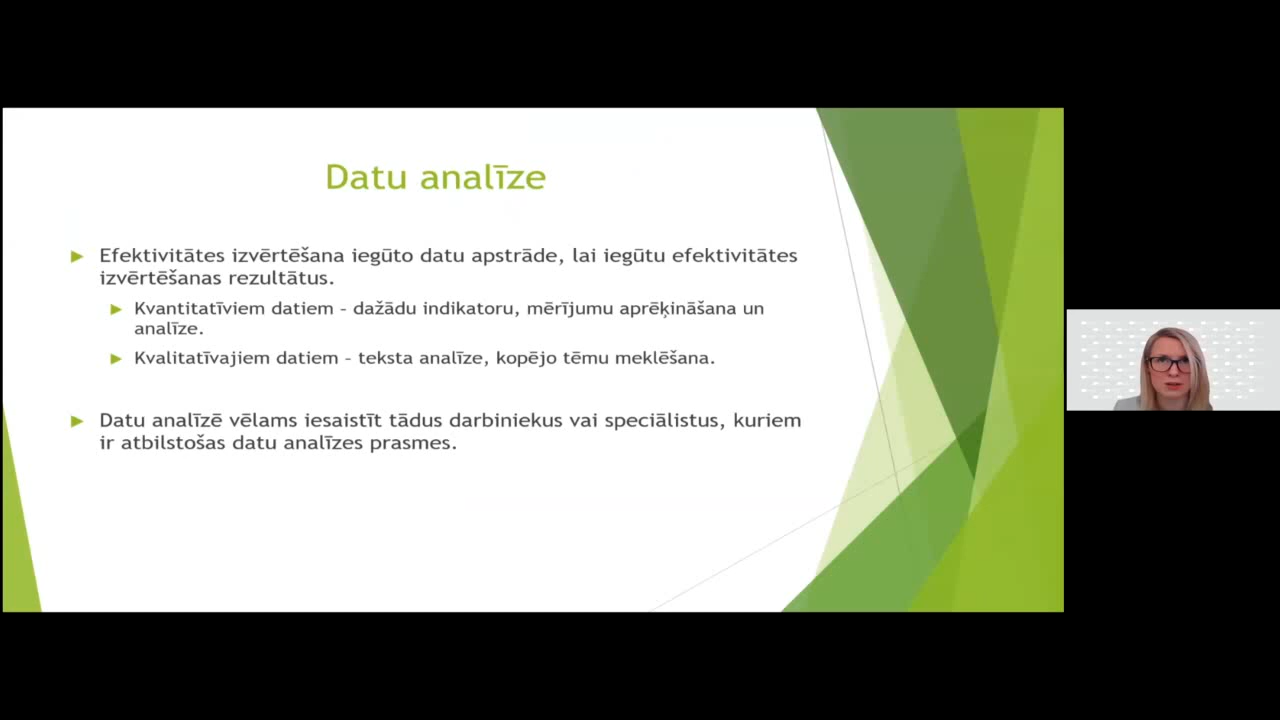 Datu analīze
Efektivitātes izvērtēšana iegūto datu apstrāde, lai iegūtu efektivitātes
izvērtēšanas rezultātus.
Kvantitatīviem datiem – dažādu indikatoru, mērījumu aprēķināšana un
analīze.
Kvalitatīvajiem datiem – teksta analīze, kopējo tēmu meklēšana.
Datu analīzē vēlams iesaistīt tādus darbiniekus vai speciālistus, kuriem
ir atbilstošas datu analīzes prasmes.